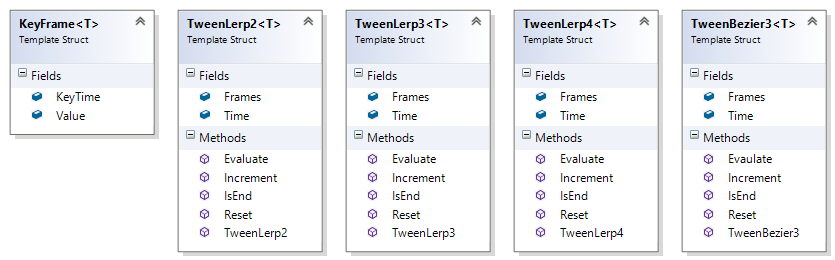 KeyFrame<T>
Template Struct
Fields
KeyTime
Value
TweenLerp2<T>
Template Struct
Fields
Frames
Time
Methods
Evaluate
Increment
IsEnd
Reset
TweenLerp2
TweenLerp3<T>
Template Struct
Fields
Frames
Time
Methods
Evaluate
Increment
IsEnd
Reset
TweenLerp3
TweenLerp4<T>
Template Struct
Fields
Frames
Time
Methods
Evaluate
Increment
IsEnd
Reset
TweenLerp4
TweenBezier3<T>
Template Struct
Fields
Frames
Time
Methods
Evaulate
Increment
IsEnd
Reset
TweenBezier3